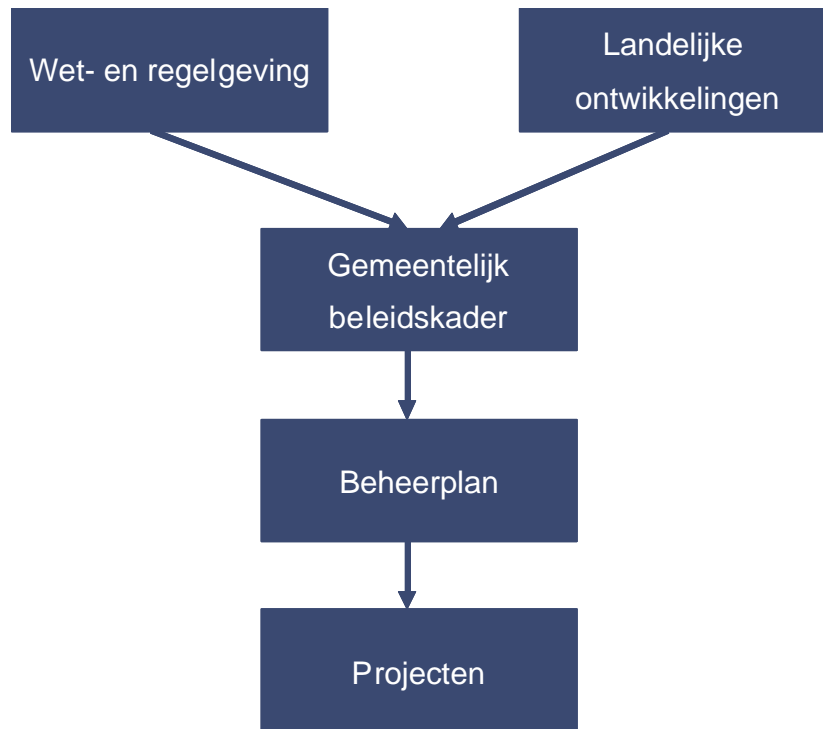 Wet- en regelgeving
Landelijke
ontwikkelingen
Gemeentelijk
beleidskader
Beheerplan
Projecten